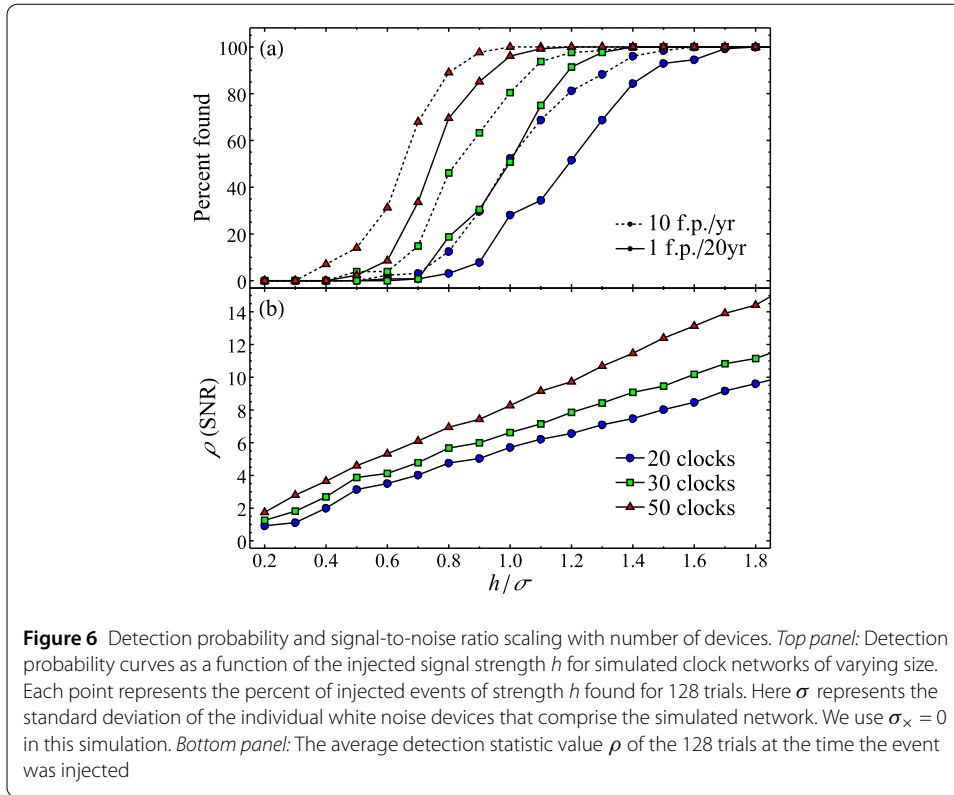 (a)
100
80
60
40
20
0
Percent found
10 f.p./yr
1 f.p./20yr
(b)
14
12
10
8
6
4
2
0
ρ (SNR)
20 clocks
30 clocks
50 clocks
0.2 0.4 0.6 0.8 1.0 1.2 1.4 1.6 1.8
h/σ
Figure 6 Detection probability and signal-to-noise ratio scaling with number of devices. Top panel: Detection
probability curves as a function of the injected signal strength h for simulated clock networks of varying size.
Each point represents the percent of injected events of strength h found for 128 trials. Here σ represents the
standard deviation of the individual white noise devices that comprise the simulated network. We use σ× = 0
in this simulation. Bottom panel: The average detection statistic value ρ of the 128 trials at the time the event
was injected